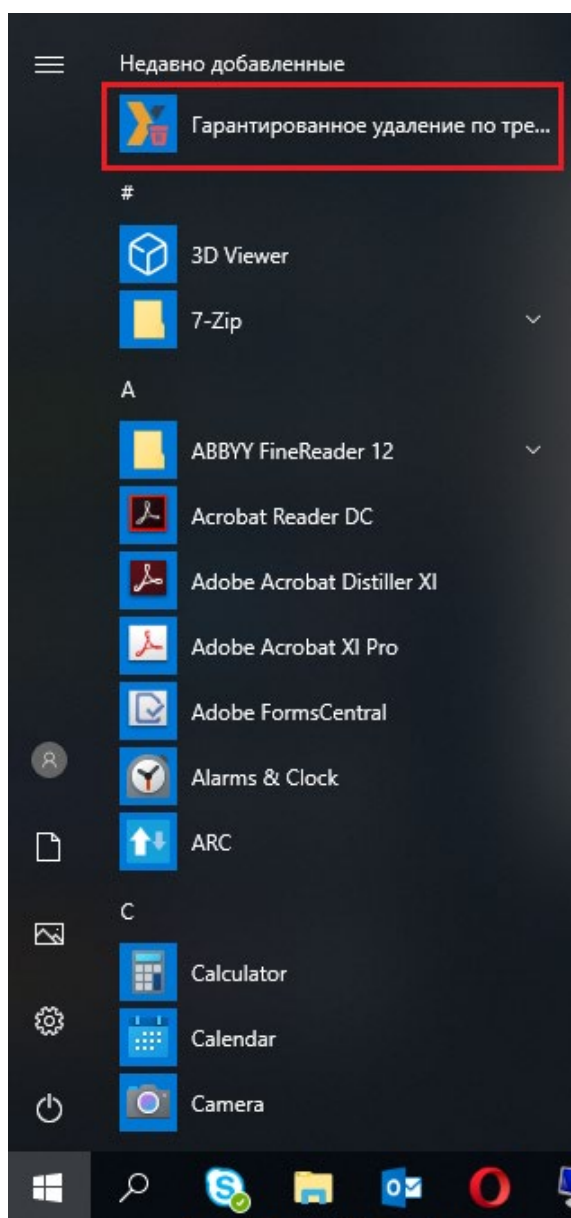 Недавно добавленные
Гарантированное удаление по тре...
#
3D Viewer
7-Zip
A
ABBYY FineReader 12
Acrobat Reader DC
Adobe Acrobat Distiller XI
Adobe Acrobat XI Pro
Adobe FormsCentral
Alarms & Clock
ARC
C
Calculator
Calendar
Camera